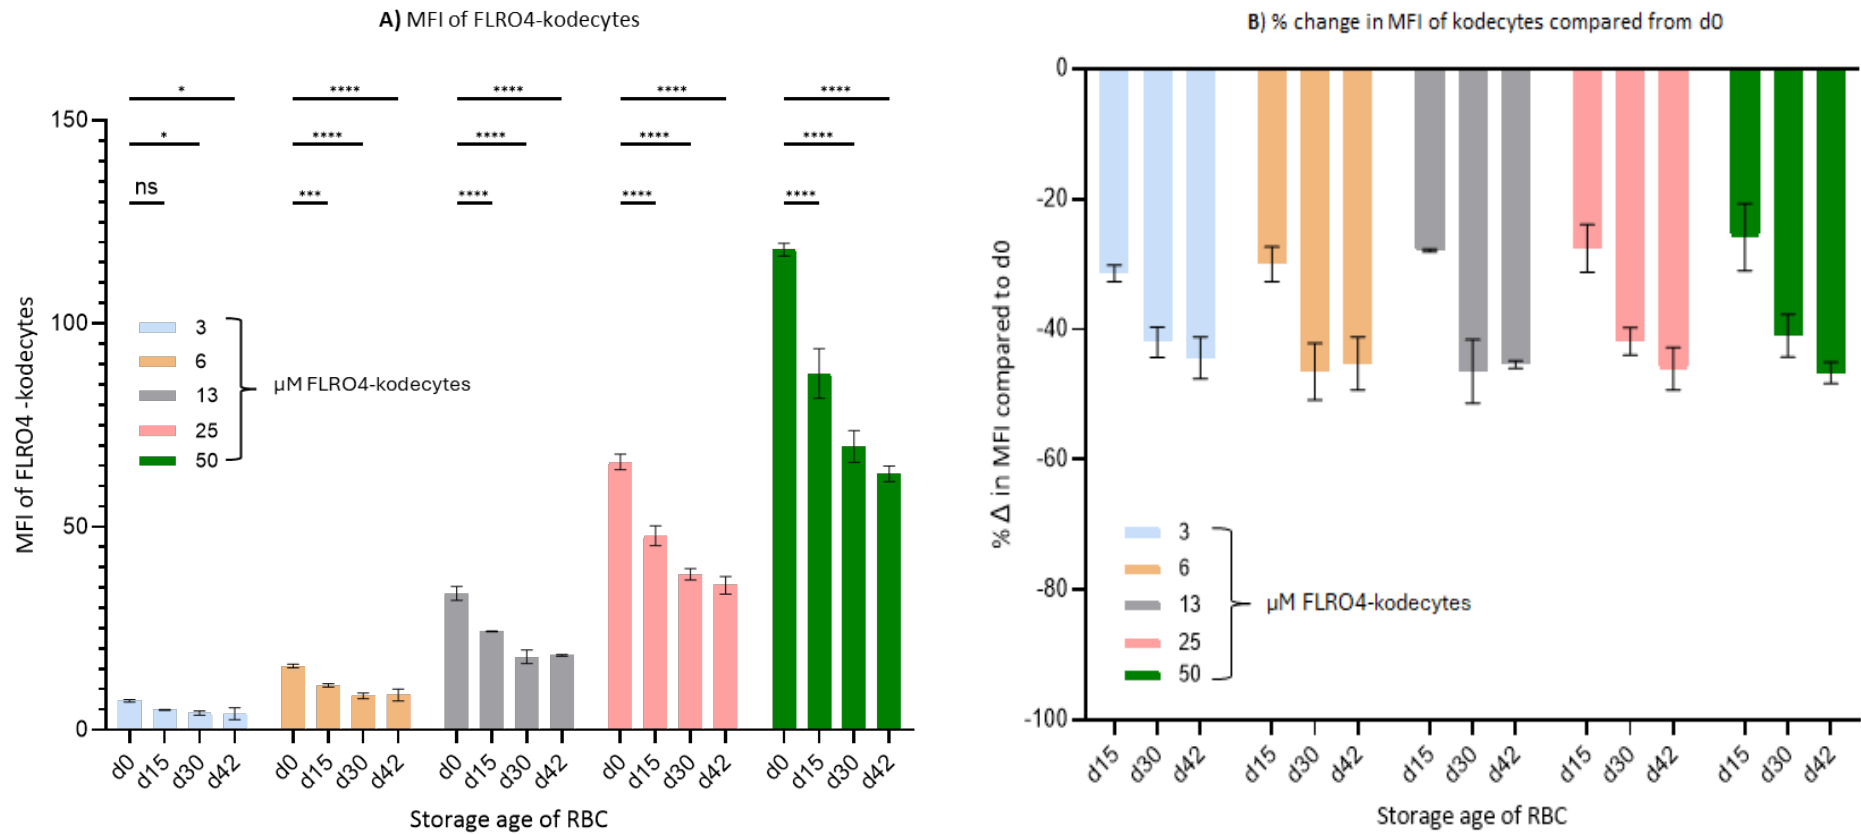 A) MFI of FLRO4-kodecytes
* **** **** **** ****
* **** **** **** ****
ns *** **** **** ****
150
100
50
0
MFI of FLRO4 -kodecytes
3
6
13
25
50
µM FLRO4-kodecytes
d0 d15 d30 d42 d0 d15 d30 d42 d0 d15 d30 d42 d0 d15 d30 d42 d0 d15 d30 d42
Storage age of RBC
B) % change in MFI of kodecytes compared from d0
0
-20
-40
-60
-80
-100
% Δ in MFI compared to d0
3
6
13
25
50
µM FLRO4-kodecytes
d15 d30 d42 d15 d30 d42 d15 d30 d42 d15 d30 d42 d15 d30 d42
Storage age of RBC